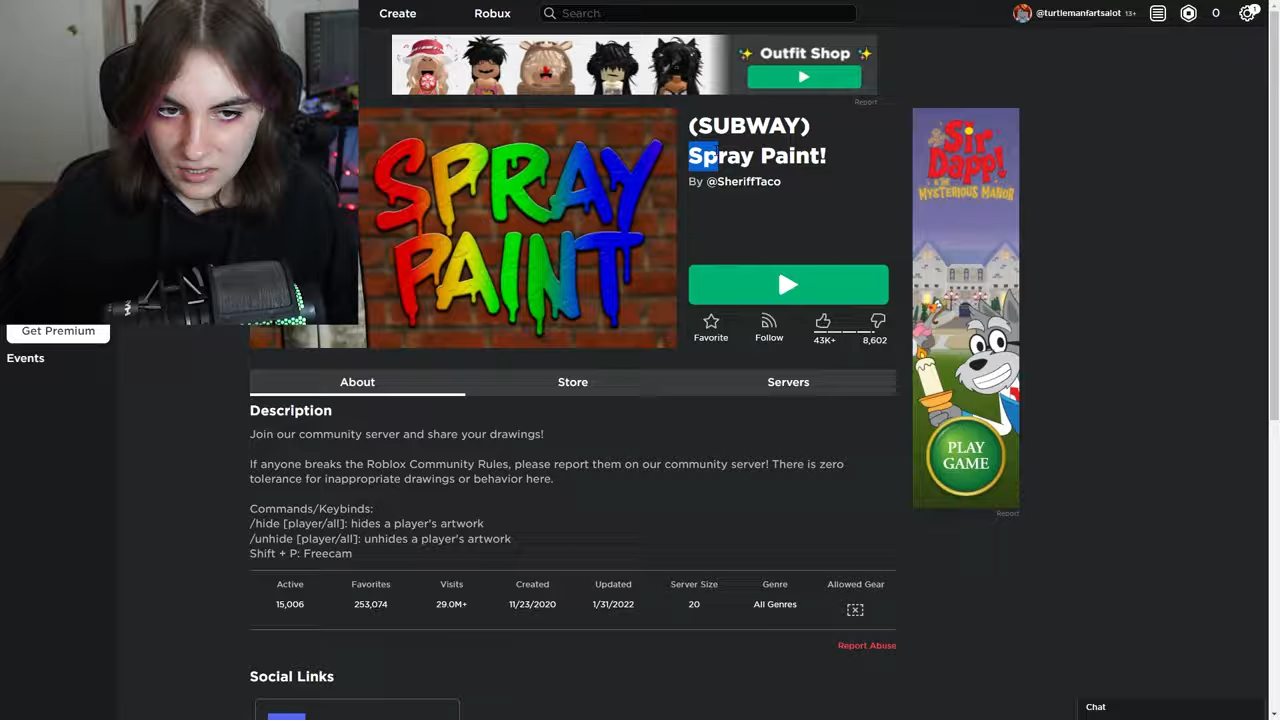 Create
Robux
Search
@turtlemanfartsalot 13+
0
1
✨ Outfit Shop ✨
Report
SPRAY
PAINT
(SUBWAY)
Spray Paint!
By @SheriffTaco
Favorite
Follow
43K+
8,602
Sir
Dapp!
& THE
MYSTERIOUS MANOR
PLAY
GAME
Report
Get Premium
Events
About
Store
Servers
Description
Join our community server and share your drawings!
If anyone breaks the Roblox Community Rules, please report them on our community server! There is zero
tolerance for inappropriate drawings or behavior here.
Commands/Keybinds:
/hide [player/all]: hides a player's artwork
/unhide [player/all]: unhides a player's artwork
Shift + P: Freecam
Active Favorites Visits Created Updated Server Size Genre Allowed Gear
15,006 253,074 29.0M+ 11/23/2020 1/31/2022 20 All Genres
Report Abuse
Social Links
Chat